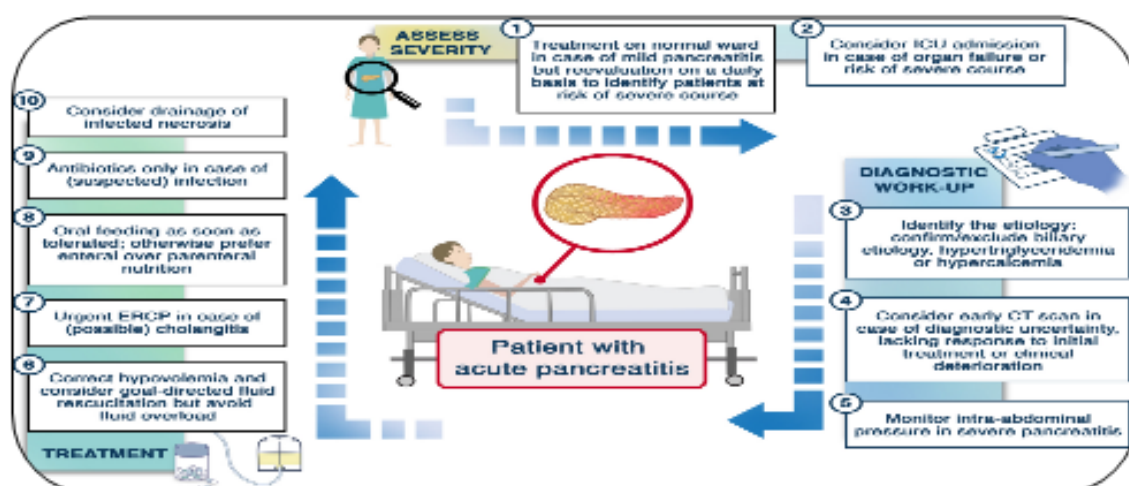 ASSESS
SEVERITY
1
Treatment on normal ward
in case of mild pancreatitis
but reevaluation on a daily
basis to identify patients at
risk of severe course
2
Consider ICU admission
in case of organ failure or
risk of severe course
DIAGNOSTIC
WORK-UP
3
Identify the etiology:
confirm/exclude biliary
etiology, hypertriglyceridemia
or hypercalcemia
4
Consider early CT scan in
case of diagnostic uncertainty,
lacking response to initial
treatment or clinical
deterioration
5
Monitor intra-abdominal
pressure in severe pancreatitis
Patient with
acute pancreatitis
TREATMENT
6
Correct hypovolemia and
consider goal-directed fluid
rescucitation but avoid
fluid overload
7
Urgent ERCP in case of
(possible) cholangitis
8
Oral feeding as soon as
tolerated; otherwise prefer
enteral over parenteral
nutrition
9
Antibiotics only in case of
(suspected) infection
10
Consider drainage of
infected necrosis